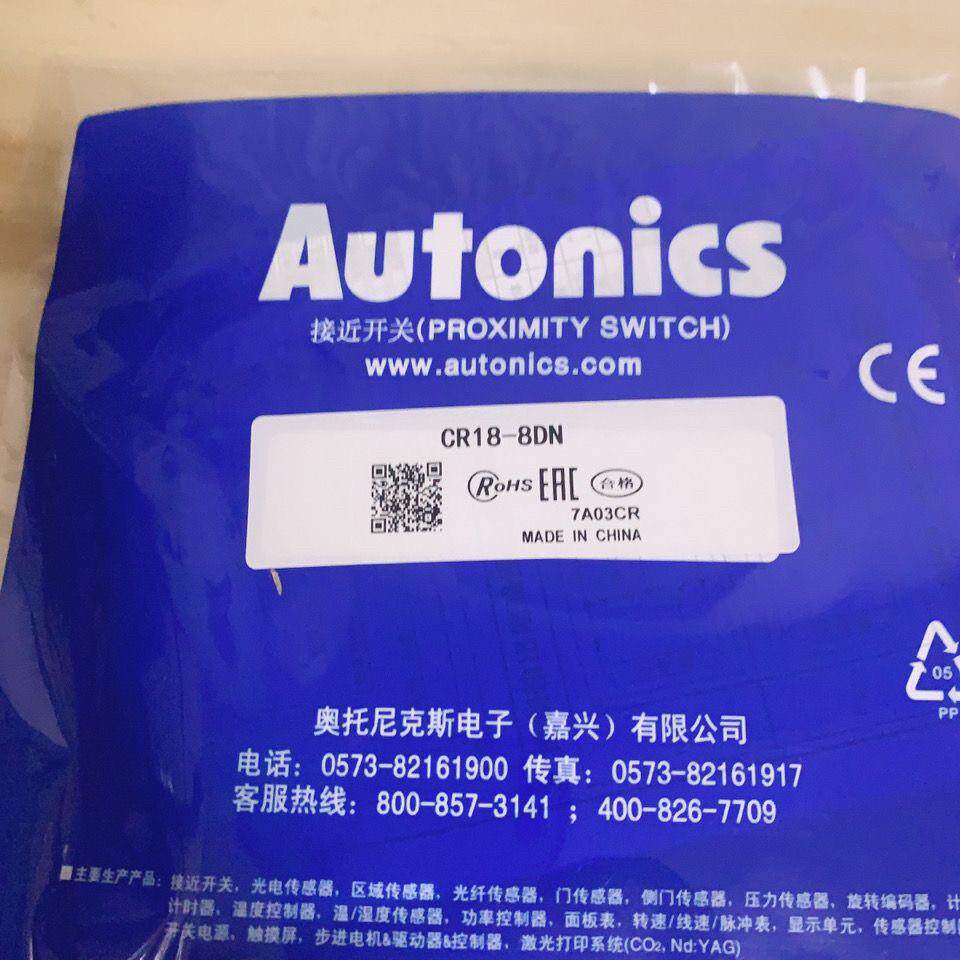 Autonics
接近开关(PROXIMITY SWITCH)
www.autonics.com
CE
CR18-8DN
RoHS EAC 合格
7A03CR
MADE IN CHINA
05
PP
奥托尼克斯电子（嘉兴）有限公司
电话：0573-82161900 传真：0573-82161917
客服热线：800-857-3141 ；400-826-7709
■主要生产产品：接近开关，光电传感器，区域传感器，光纤传感器，门传感器，侧门传感器，压力传感器，旋转编码器，计
计时器，温度控制器，温/湿度传感器，功率控制器，面板表，转速/线速/脉冲表，显示单元，传感器控制
开关电源，触摸屏，步进电机&驱动器&控制器，激光打印系统(CO₂, Nd:YAG)